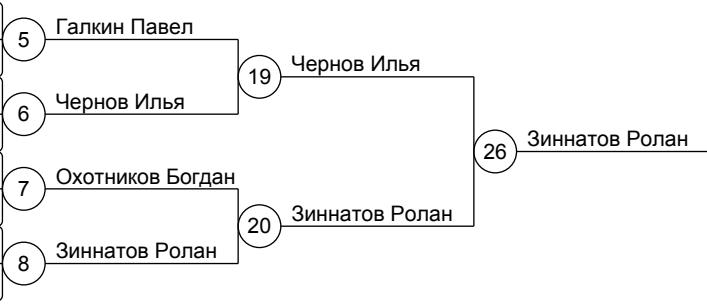 5 Галкин Павел
19 Чернов Илья
6 Чернов Илья
26 Зиннатов Ролан
7 Охотников Богдан
20 Зиннатов Ролан
8 Зиннатов Ролан